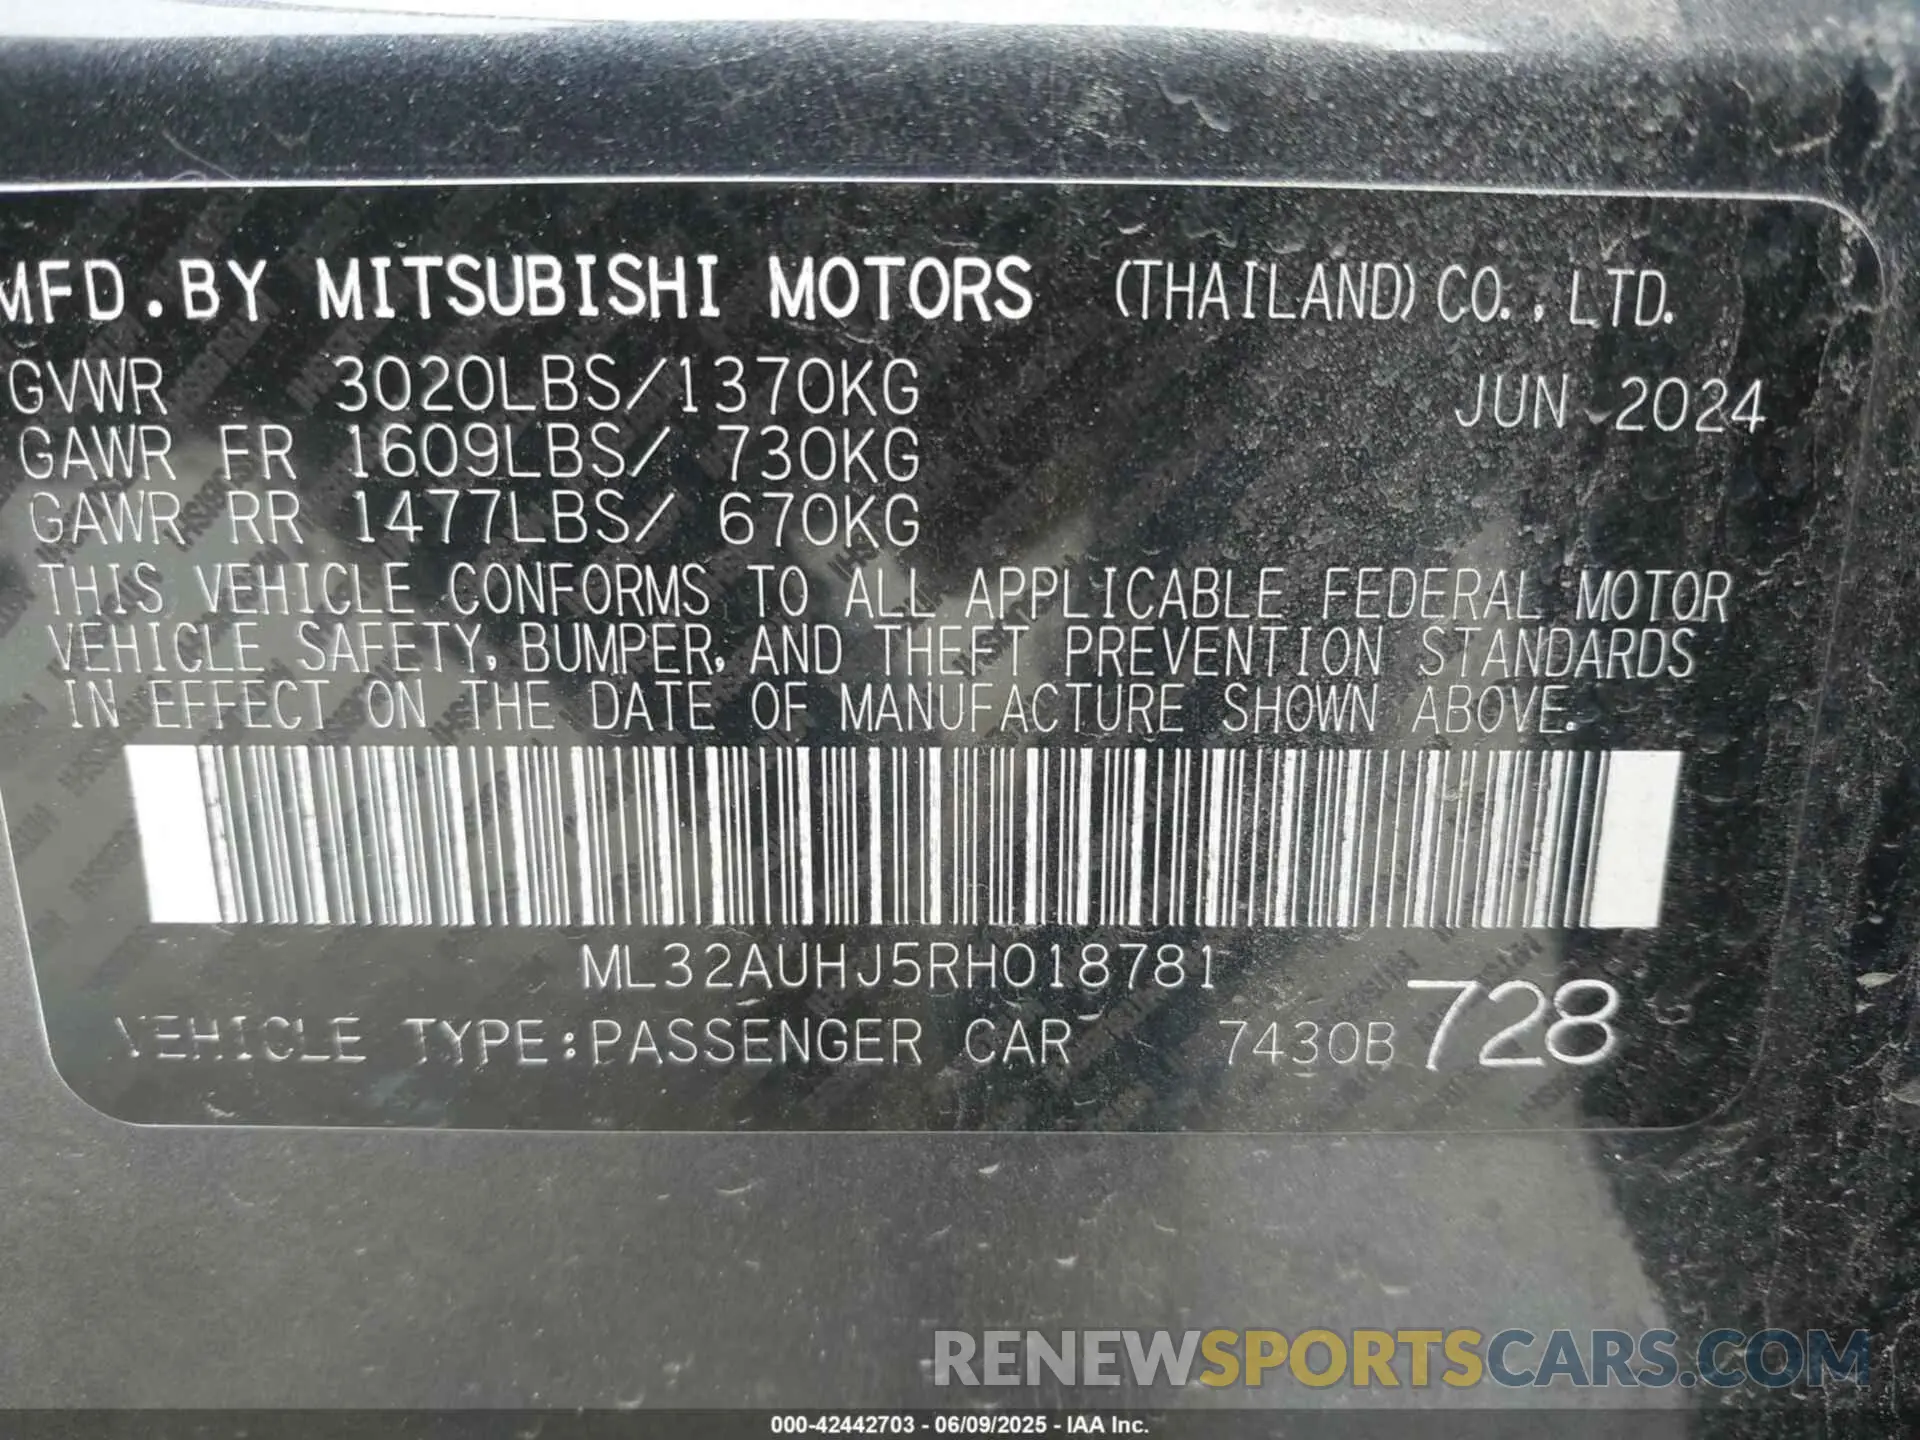 MFD.BY MITSUBISHI MOTORS (THAILAND) CO., LTD.
GVWR 3020LBS/1370KG JUN 2024
GAWR FR 1609LBS/ 730KG
GAWR RR 1477LBS/ 670KG
THIS VEHICLE CONFORMS TO ALL APPLICABLE FEDERAL MOTOR
VEHICLE SAFETY, BUMPER, AND THEFT PREVENTION STANDARDS
IN EFFECT ON THE DATE OF MANUFACTURE SHOWN ABOVE.
ML32AUHJ5RH018781
VEHICLE TYPE:PASSENGER CAR 7430B 728
RENEWSPORTSCARS.COM
000-42442703 - 06/09/2025 - IAA Inc.